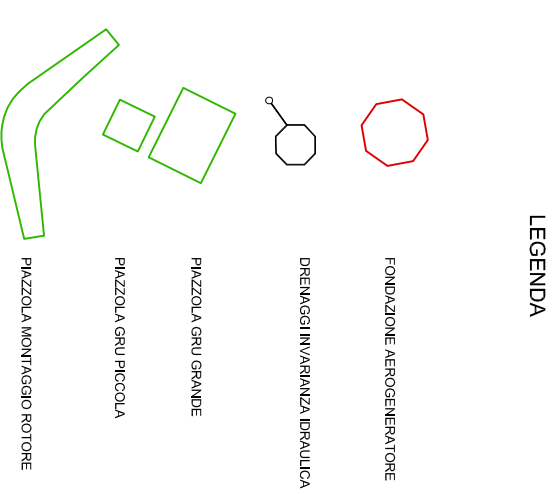 LEGENDA
FONDAZIONE AEROGENERATORE
DRENAGGI INVARIANZA IDRAULICA
PIAZZOLA GRU GRANDE
PIAZZOLA GRU PICCOLA
PIAZZOLA MONTAGGIO ROTORE